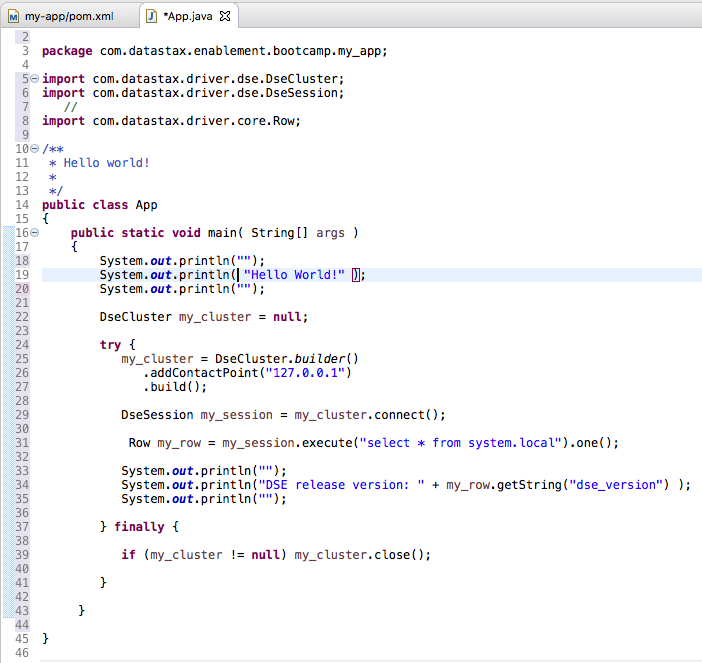 my-app/pom.xml
*App.java
2
3 package com.datastax.enablement.bootcamp.my_app;
4
5 import com.datastax.driver.dse.DseCluster;
6 import com.datastax.driver.dse.DseSession;
7 //
8 import com.datastax.driver.core.Row;
9
10 /**
11 * Hello world!
12 *
13 */
14 public class App
15 {
16 public static void main( String[] args )
17 {
18 System.out.println("");
19 System.out.println( "Hello World!" );
20 System.out.println("");
21
22 DseCluster my_cluster = null;
23
24 try {
25 my_cluster = DseCluster.builder()
26 .addContactPoint("127.0.0.1")
27 .build();
28
29 DseSession my_session = my_cluster.connect();
30
31 Row my_row = my_session.execute("select * from system.local").one();
32
33 System.out.println("");
34 System.out.println("DSE release version: " + my_row.getString("dse_version") );
35 System.out.println("");
36
37 } finally {
38
39 if (my_cluster != null) my_cluster.close();
40
41 }
42
43 }
44
45 }
46